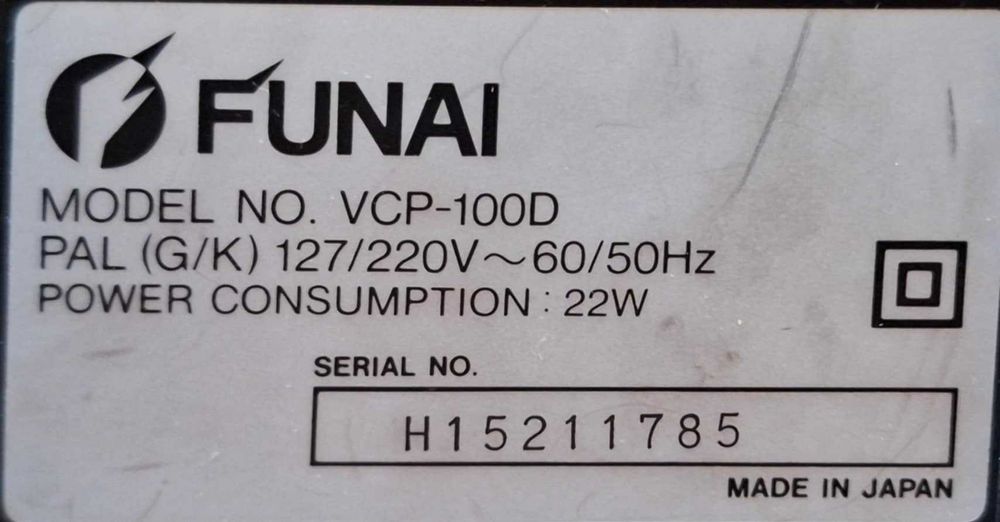 FUNAI
MODEL NO. VCP-100D
PAL (G/K) 127/220V~60/50Hz
POWER CONSUMPTION : 22W
SERIAL NO.
H15211785
MADE IN JAPAN